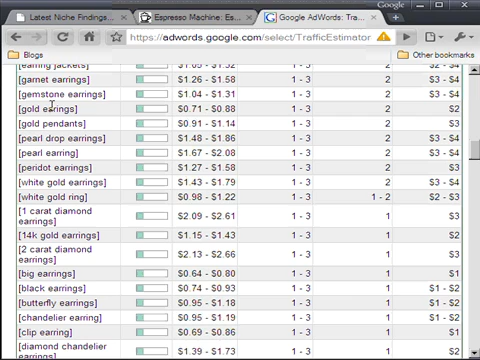 Google
Latest Niche Findings...
Espresso Machine: Es...
Google AdWords: Tra...
https://adwords.google.com/select/TrafficEstimator
Blogs
Other bookmarks
[earring jackets] 1 - 3 2
[garnet earrings] $1.26 - $1.58 1 - 3 2 $3 - $4
[gemstone earrings] $1.04 - $1.31 1 - 3 2 $3 - $4
[gold earings] $0.71 - $0.88 1 - 3 2 $2
[gold pendants] $0.91 - $1.14 1 - 3 2 $3
[pearl drop earrings] $1.48 - $1.86 1 - 3 2 $3 - $4
[pearl earring] $1.67 - $2.08 1 - 3 2 $3 - $4
[peridot earrings] $1.27 - $1.58 1 - 3 2 $3
[white gold earrings] $1.43 - $1.79 1 - 3 2 $3 - $4
[white gold ring] $0.98 - $1.22 1 - 3 1 - 2 $2 - $3
[1 carat diamond
earrings] $2.09 - $2.61 1 - 3 1 $3
[14k gold earrings] $1.15 - $1.43 1 - 3 1 $2
[2 carat diamond
earrings] $2.13 - $2.66 1 - 3 1 $3
[big earrings] $0.64 - $0.80 1 - 3 1 $1
[black earrings] $0.74 - $0.93 1 - 3 1 $1 - $2
[butterfly earrings] $0.95 - $1.18 1 - 3 1 $1 - $2
[chandelier earring] $0.95 - $1.19 1 - 3 1 $1 - $2
[clip earring] $0.69 - $0.86 1 - 3 1 $1
[diamond chandelier
earrings] $1.39 - $1.73 1 - 3 1 $2